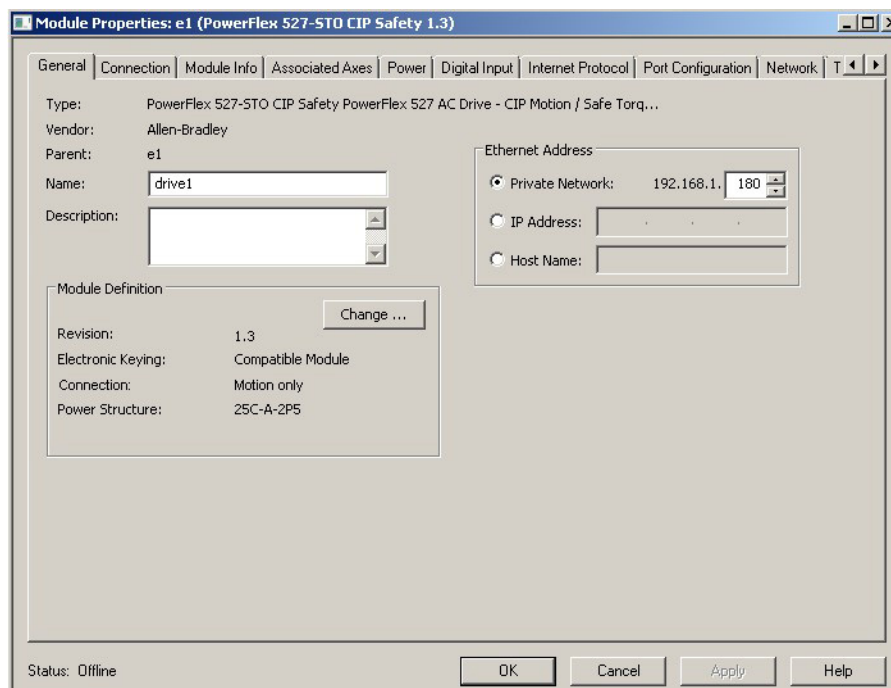 Module Properties: e1 (PowerFlex 527-STO CIP Safety 1.3)
General Connection Module Info Associated Axes Power Digital Input Internet Protocol Port Configuration Network T
Type: PowerFlex 527-STO CIP Safety PowerFlex 527 AC Drive - CIP Motion / Safe Torq...
Vendor: Allen-Bradley
Parent: e1
Name: drive1
Description:
Ethernet Address
Private Network: 192.168.1. 180
IP Address: . . .
Host Name:
Module Definition
Change ...
Revision: 1.3
Electronic Keying: Compatible Module
Connection: Motion only
Power Structure: 25C-A-2P5
Status: Offline
OK Cancel Apply Help